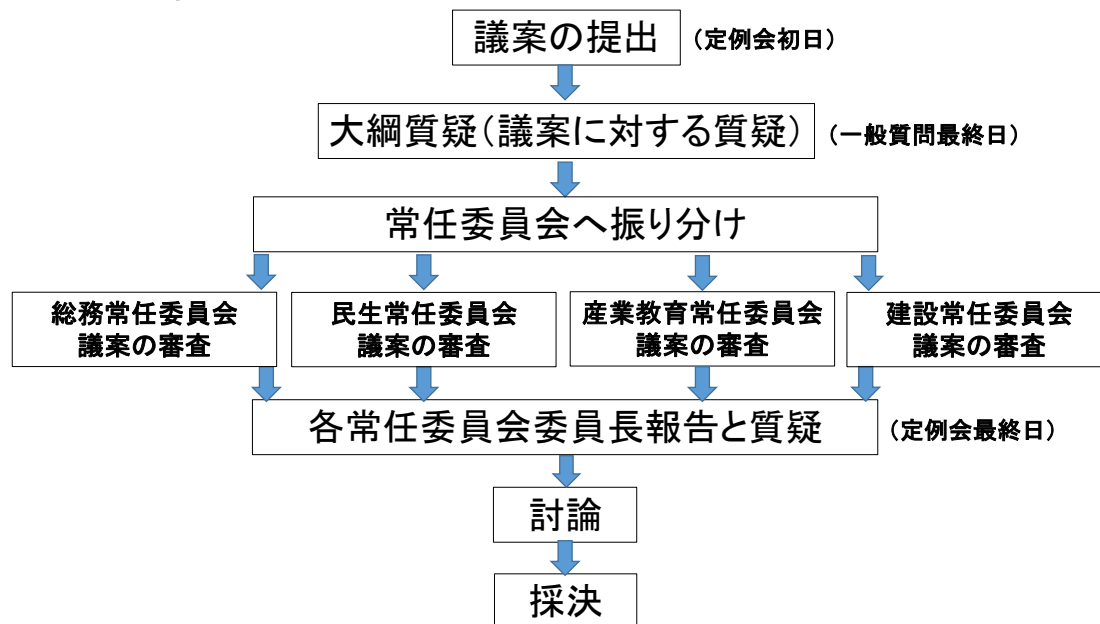 議案の提出 （定例会初日）
大綱質疑（議案に対する質疑） （一般質問最終日）
常任委員会へ振り分け
総務常任委員会
議案の審査
民生常任委員会
議案の審査
産業教育常任委員会
議案の審査
建設常任委員会
議案の審査
各常任委員会委員長報告と質疑 （定例会最終日）
討論
採決